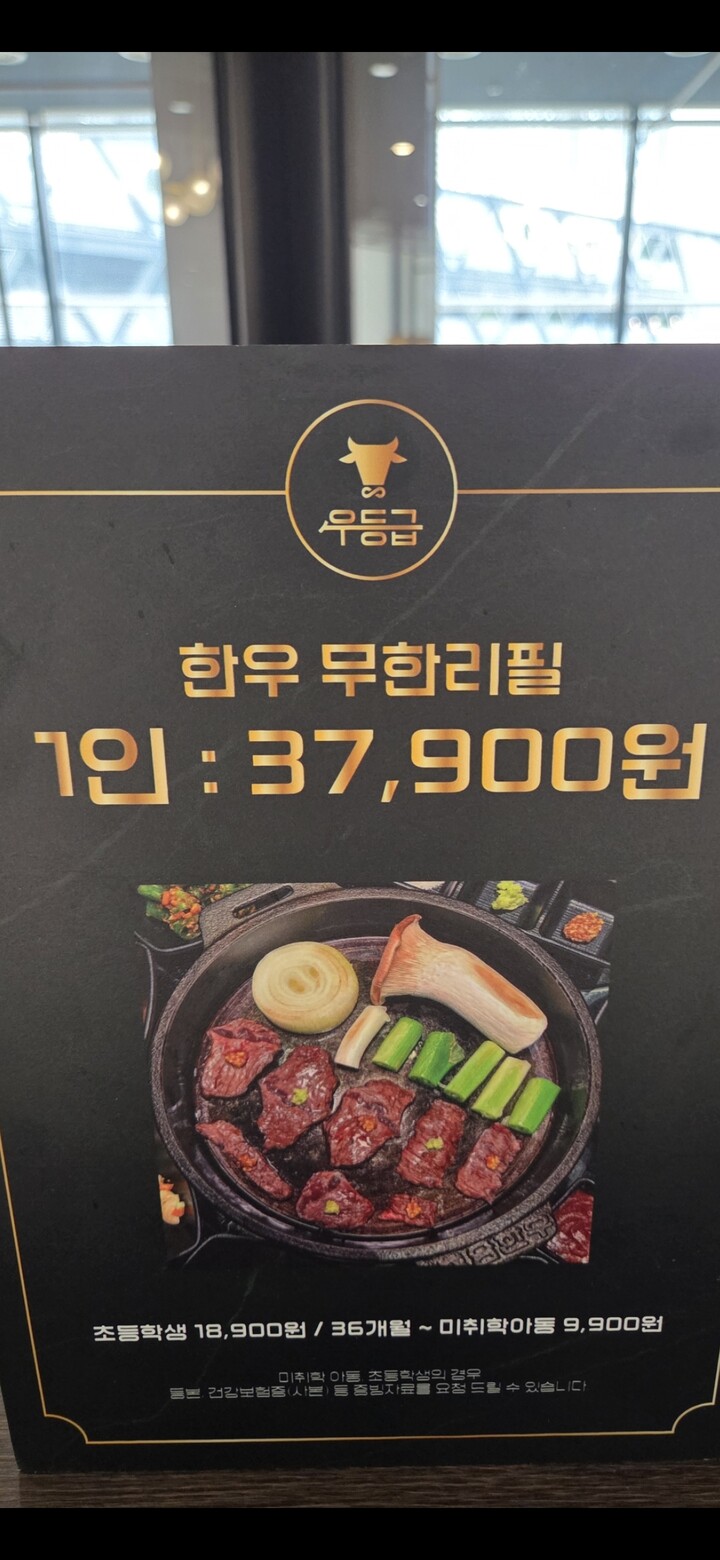 우등급
한우 무한리필
1인 : 37,900원
초등학생 18,900원 / 36개월 ~ 미취학아동 9,900원
미취학 아동, 초등학생의 경우
등본, 건강보험증(사본) 등 증빙자료를 요청 드릴 수 있습니다